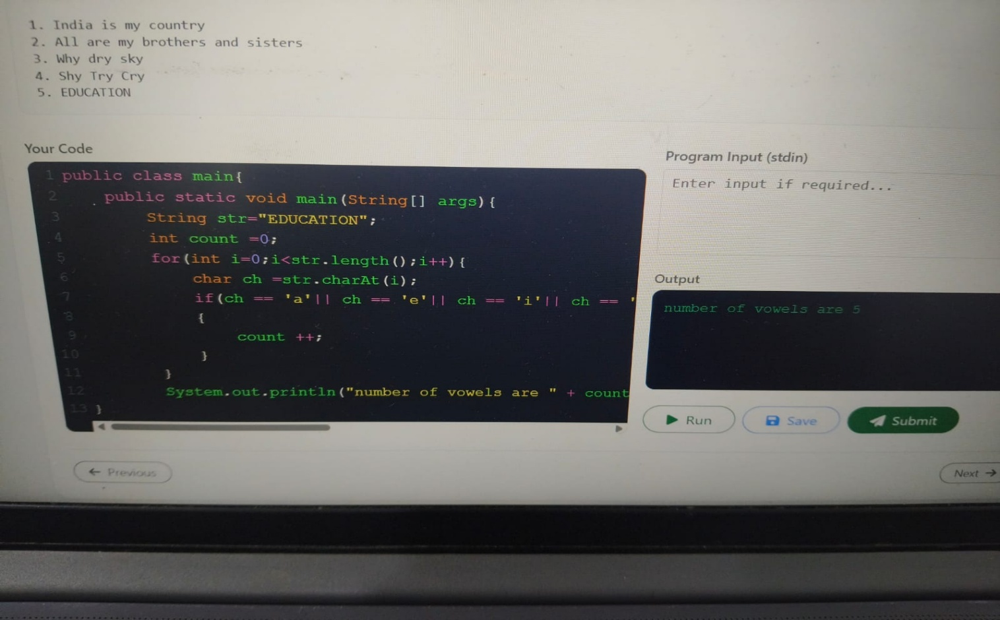 1. India is my country
2. All are my brothers and sisters
3. Why dry sky
4. Shy Try Cry
5. EDUCATION
Your Code
1 public class main{
2 public static void main(String[] args){
3 String str="EDUCATION";
4 int count =0;
5 for(int i=0;i<str.length();i++){
6 char ch =str.charAt(i);
7 if(ch == 'a'|| ch == 'e'|| ch == 'i'|| ch == '
8 {
9 count ++;
10 }
11 }
12 System.out.println("number of vowels are " + count
13 }
Program Input (stdin)
Enter input if required...
Output
number of vowels are 5
Run
Save
Submit
← Previous
Next →